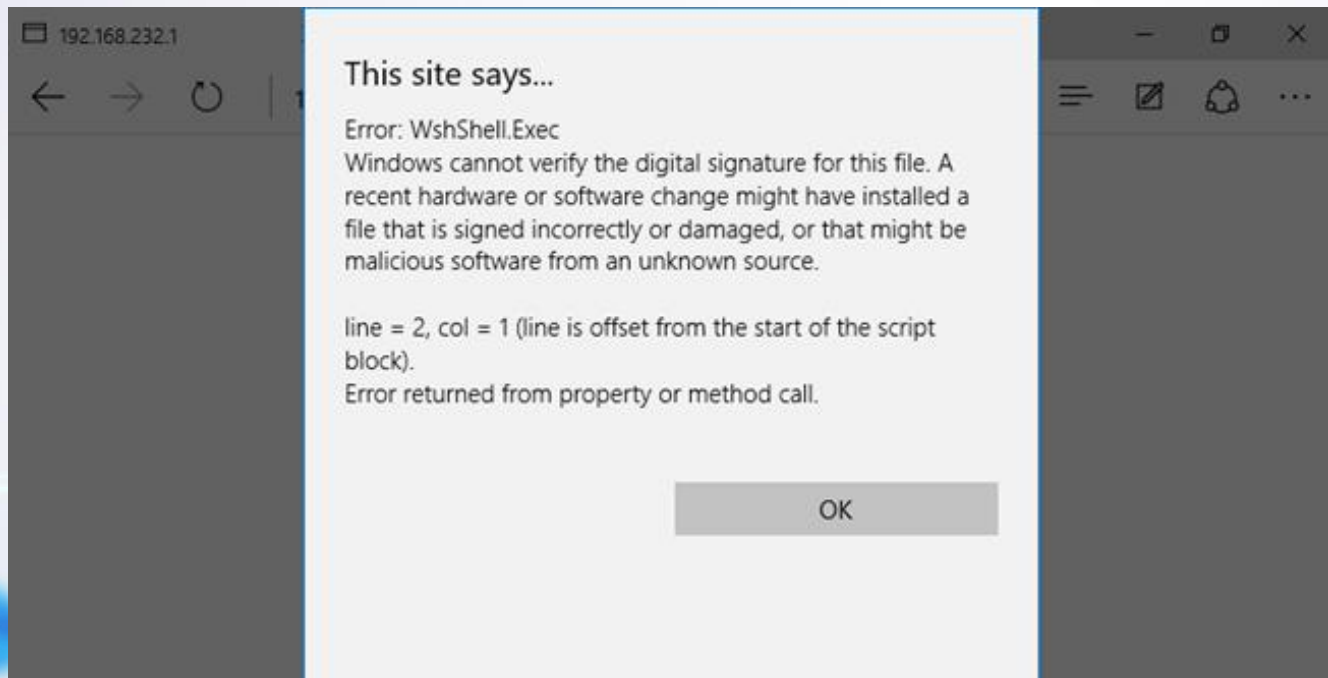 192.168.232.1
1
This site says...
Error: WshShell.Exec
Windows cannot verify the digital signature for this file. A
recent hardware or software change might have installed a
file that is signed incorrectly or damaged, or that might be
malicious software from an unknown source.
line = 2, col = 1 (line is offset from the start of the script
block).
Error returned from property or method call.
OK